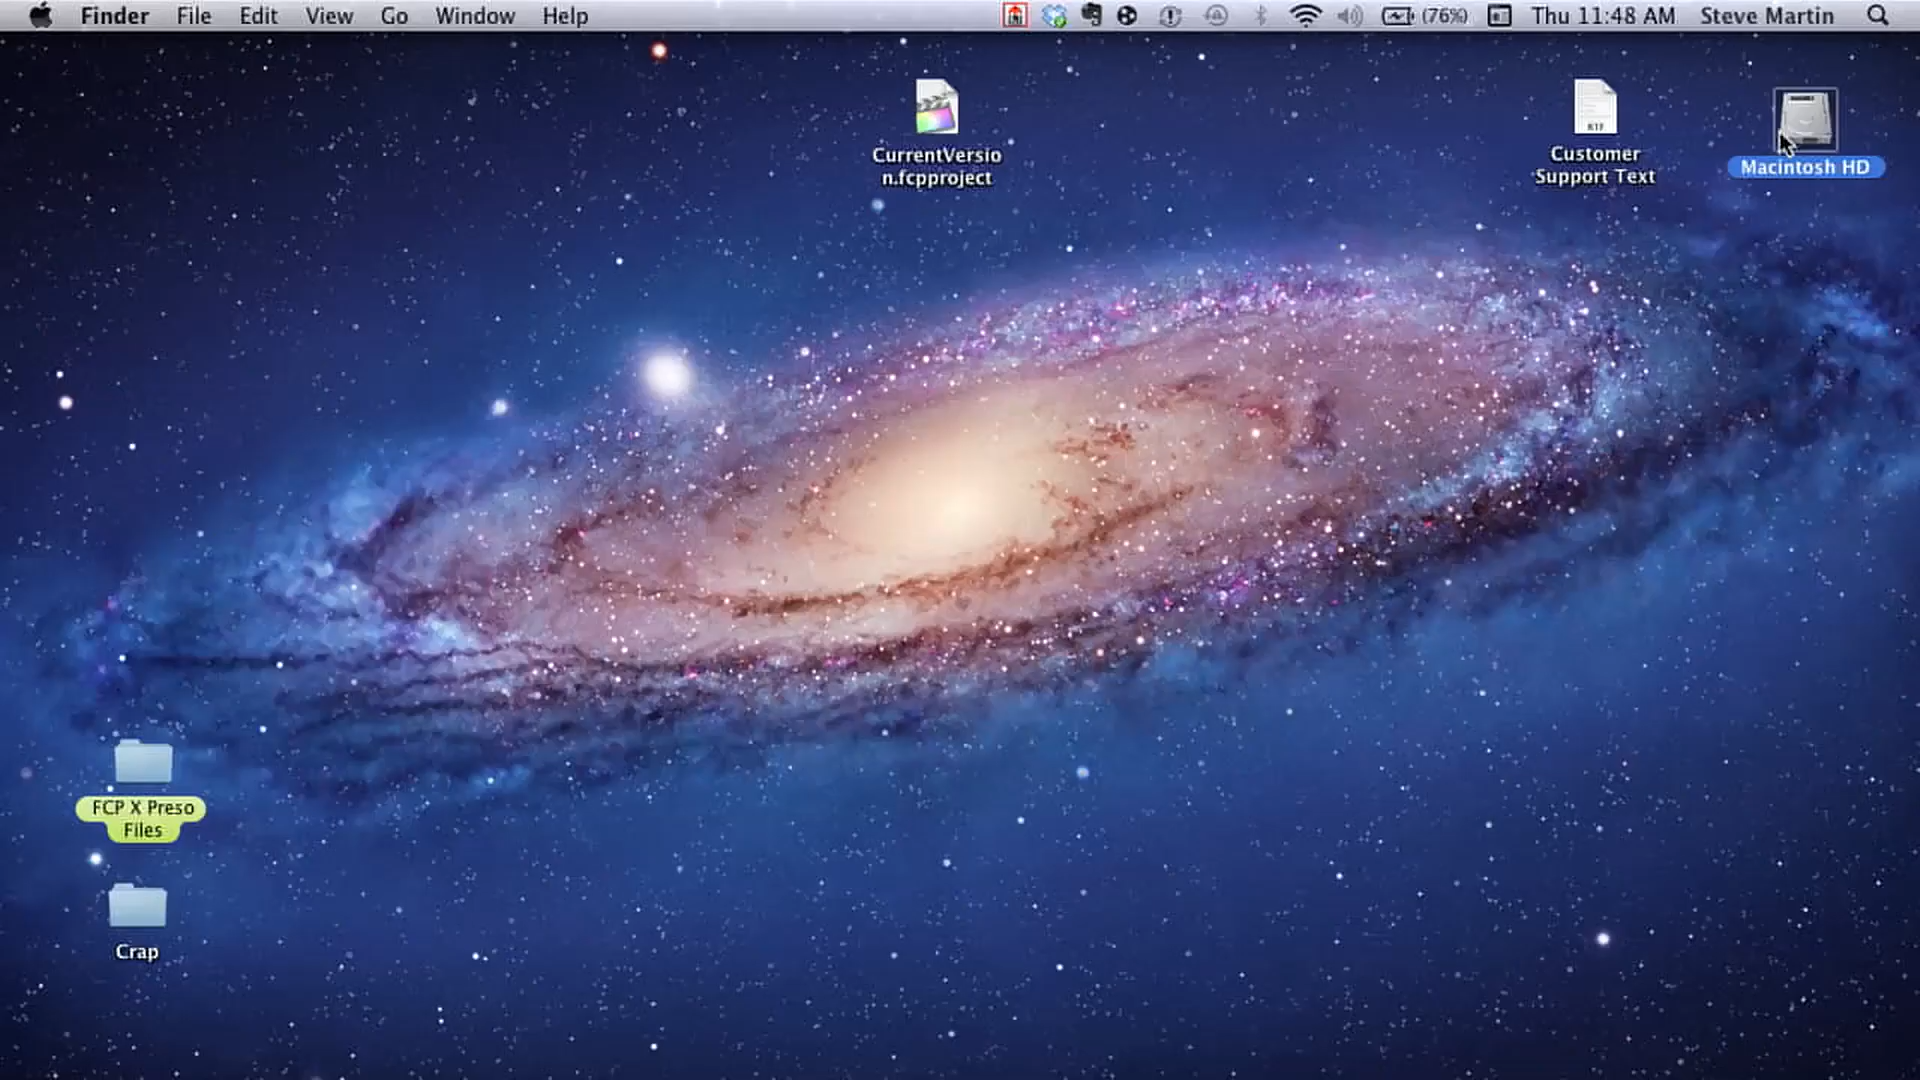 Finder File Edit View Go Window Help (76%) Thu 11:48 AM Steve Martin
CurrentVersio
n.fcpproject
Customer
Support Text
Macintosh HD
FCP X Preso
Files
Crap